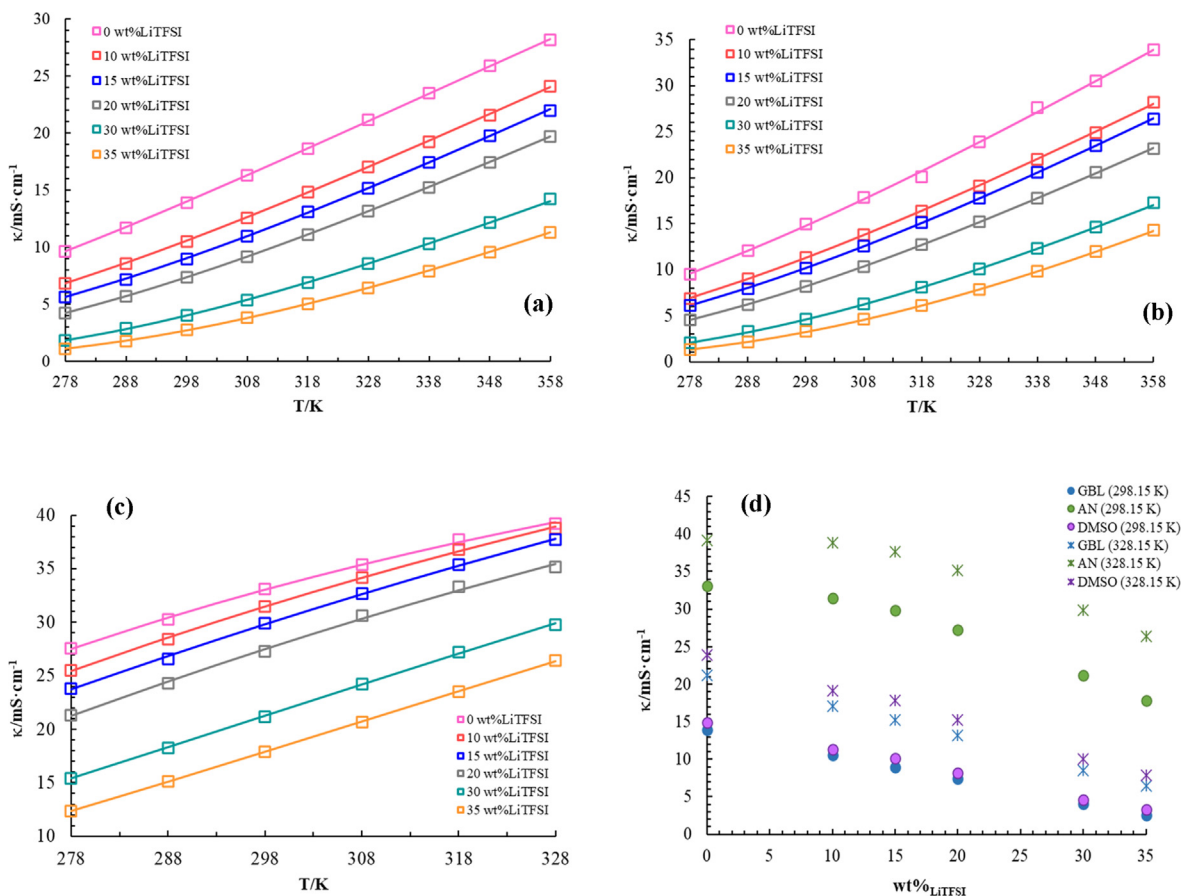 (a)
0 wt%LiTFSI
10 wt%LiTFSI
15 wt%LiTFSI
20 wt%LiTFSI
30 wt%LiTFSI
35 wt%LiTFSI
κ/mS·cm⁻¹
30
25
20
15
10
5
0
278 288 298 308 318 328 338 348 358
T/K
(b)
0 wt%LiTFSI
10 wt%LiTFSI
15 wt%LiTFSI
20 wt%LiTFSI
30 wt%LiTFSI
35 wt%LiTFSI
κ/mS·cm⁻¹
35
30
25
20
15
10
5
0
278 288 298 308 318 328 338 348 358
T/K
(c)
κ/mS·cm⁻¹
40
35
30
25
20
15
10
0 wt%LiTFSI
10 wt%LiTFSI
15 wt%LiTFSI
20 wt%LiTFSI
30 wt%LiTFSI
35 wt%LiTFSI
278 288 298 308 318 328
T/K
(d)
GBL (298.15 K)
AN (298.15 K)
DMSO (298.15 K)
GBL (328.15 K)
AN (328.15 K)
DMSO (328.15 K)
κ/mS·cm⁻¹
45
40
35
30
25
20
15
10
5
0
0 5 10 15 20 25 30 35
wt%LiTFSI